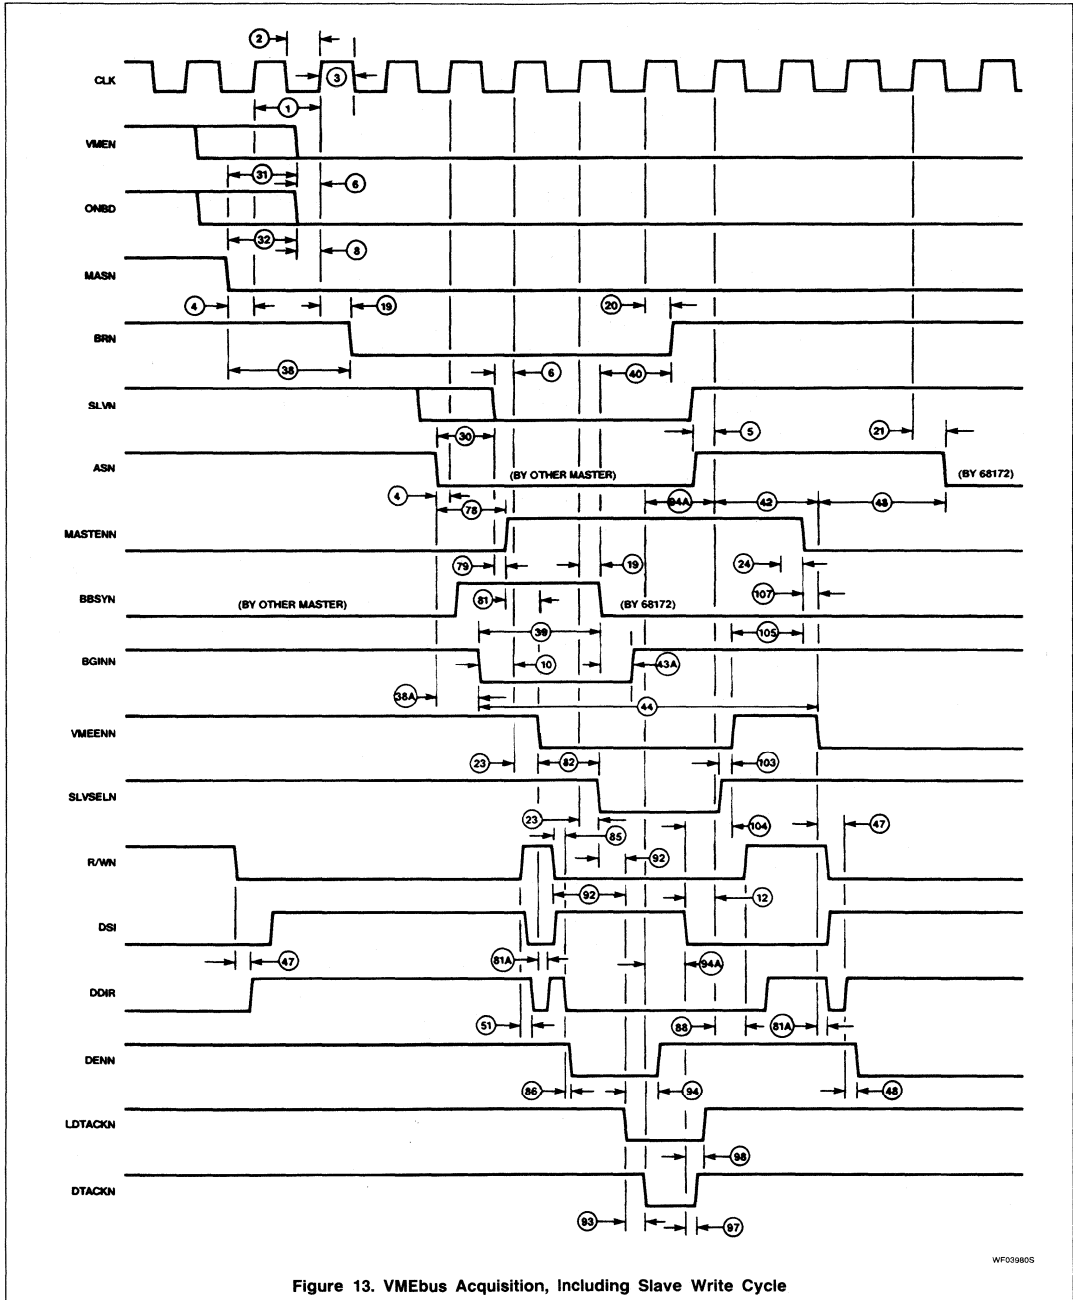 2
CLK
3
1
VMEN
31
6
ONBD
32
8
MASN
4
19
20
BRN
38
6
40
SLVN
30
5
21
ASN
(BY OTHER MASTER)
(BY 68172)
4
78
94A
42
48
MASTENN
79
19
24
BBSYN
(BY OTHER MASTER)
81
(BY 68172)
107
39
105
BGINN
10
43A
38A
44
VMEENN
23
82
103
SLVSELN
23
85
104
47
R/WN
92
92
12
DSI
47
81A
94A
DDIR
51
88
81A
DENN
86
94
48
LDTACKN
98
DTACKN
93
97
WF03980S
Figure 13. VMEbus Acquisition, Including Slave Write Cycle